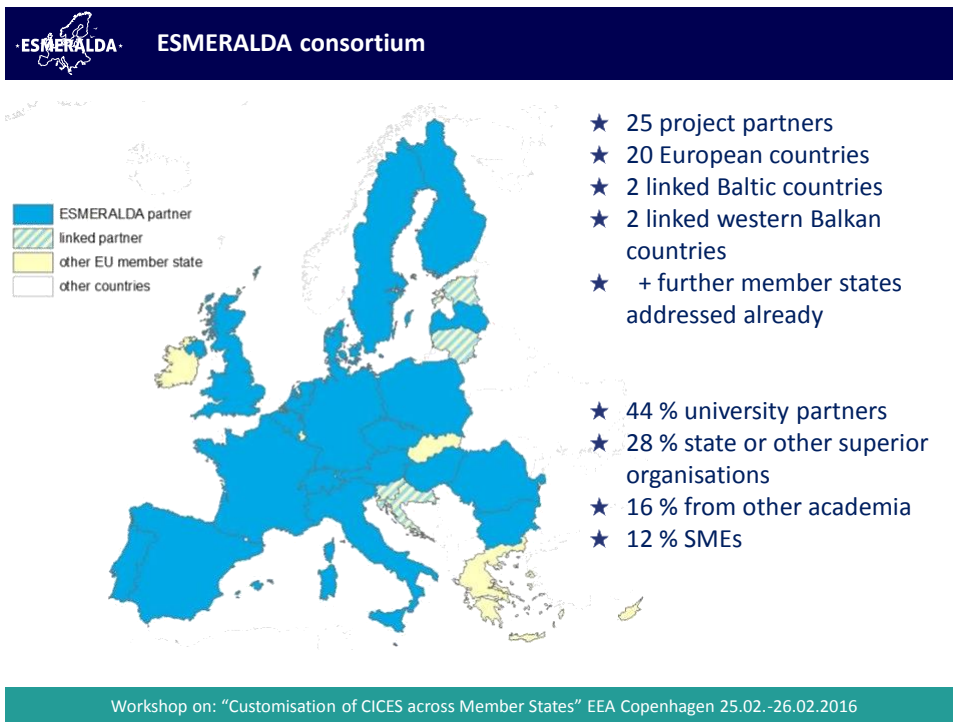 ESMERALDA
ESMERALDA consortium
ESMERALDA partner
linked partner
other EU member state
other countries
★ 25 project partners
★ 20 European countries
★ 2 linked Baltic countries
★ 2 linked western Balkan
countries
★ + further member states
addressed already
★ 44 % university partners
★ 28 % state or other superior
organisations
★ 16 % from other academia
★ 12 % SMEs
Workshop on: “Customisation of CICES across Member States” EEA Copenhagen 25.02.-26.02.2016